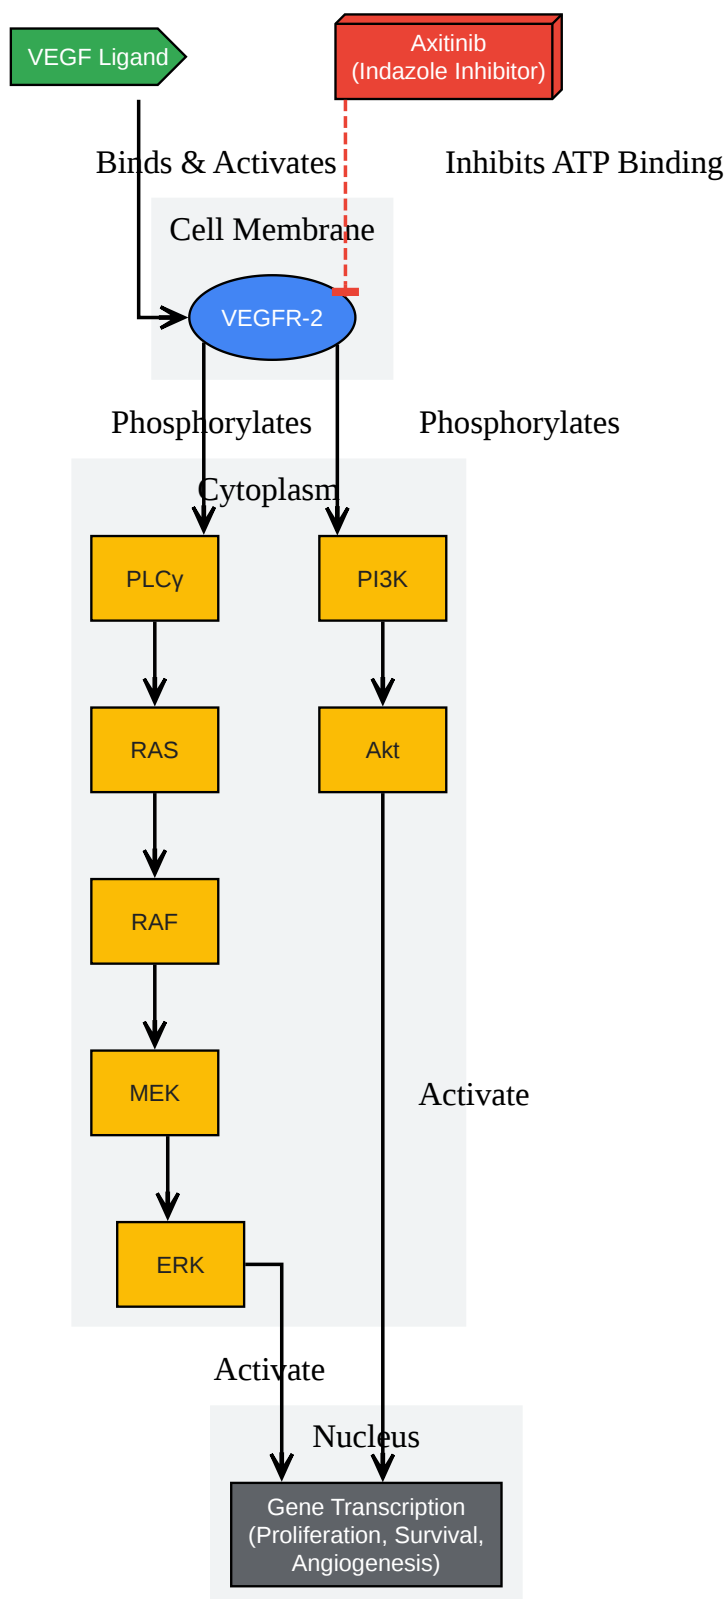 VEGF Ligand
Axitinib
(Indazole Inhibitor)
Binds & Activates
Inhibits ATP Binding
Cell Membrane
VEGFR-2
Phosphorylates
Phosphorylates
Cytoplasm
PLCγ
PI3K
RAS
Akt
RAF
MEK
Activate
ERK
Activate
Nucleus
Gene Transcription
(Proliferation, Survival,
Angiogenesis)